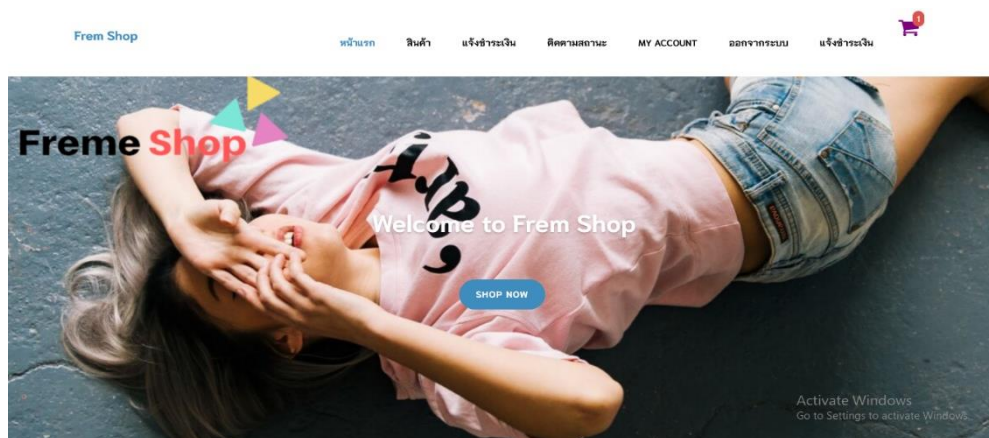 Frem Shop
หน้าแรก สินค้า แจ้งชำระเงิน ติดตามสถานะ MY ACCOUNT ออกจากระบบ แจ้งชำระเงิน
1
Freme Shop
Welcome to Frem Shop
SHOP NOW
Activate Windows
Go to Settings to activate Windows.